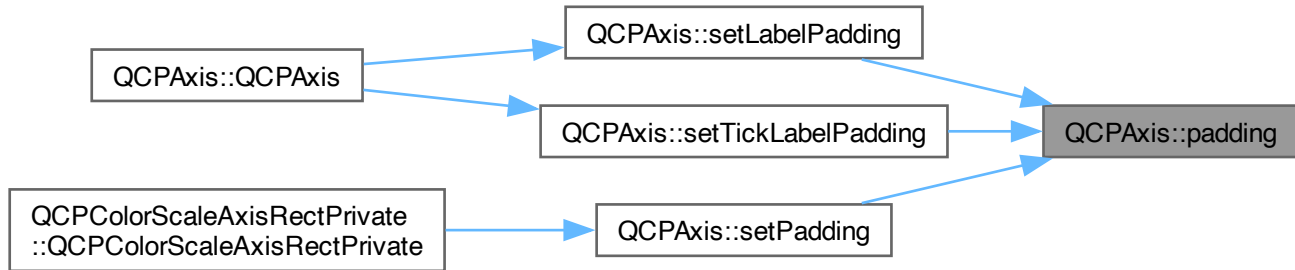 QCPAxis::setLabelPadding
QCPAxis::QCPAxis
QCPAxis::setTickLabelPadding
QCPAxis::padding
QCPColorScaleAxisRectPrivate
::QCPColorScaleAxisRectPrivate
QCPAxis::setPadding